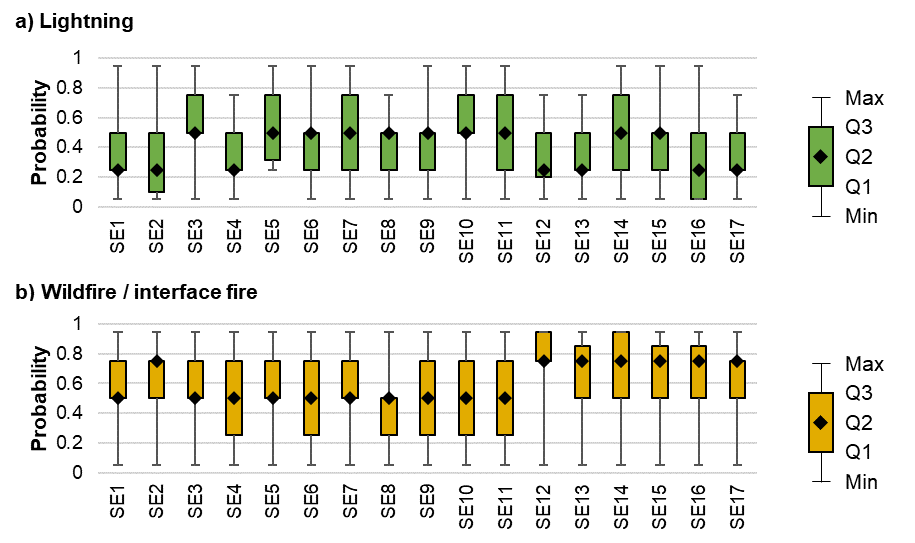 a) Lightning
Probability
1
0.8
0.6
0.4
0.2
0
SE1
SE2
SE3
SE4
SE5
SE6
SE7
SE8
SE9
SE10
SE11
SE12
SE13
SE14
SE15
SE16
SE17
Max
Q3
Q2
Q1
Min
b) Wildfire / interface fire
Probability
1
0.8
0.6
0.4
0.2
0
SE1
SE2
SE3
SE4
SE5
SE6
SE7
SE8
SE9
SE10
SE11
SE12
SE13
SE14
SE15
SE16
SE17
Max
Q3
Q2
Q1
Min